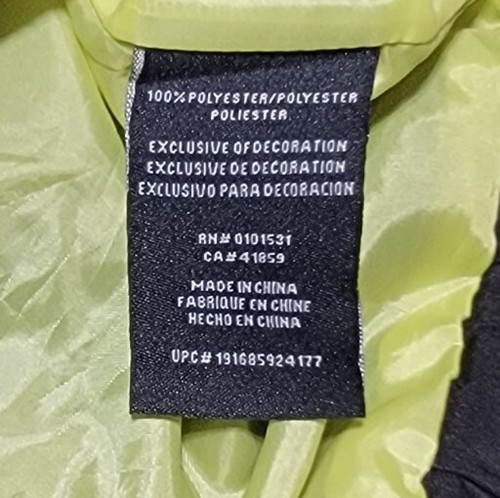 100% POLYESTER/POLYESTER
POLIESTER
EXCLUSIVE OF DECORATION
EXCLUSIVE DE DECORATION
EXCLUSIVO PARA DECORACION
RN# 0101531
CA# 41859
MADE IN CHINA
FABRIQUE EN CHINE
HECHO EN CHINA
UPC# 191685924177